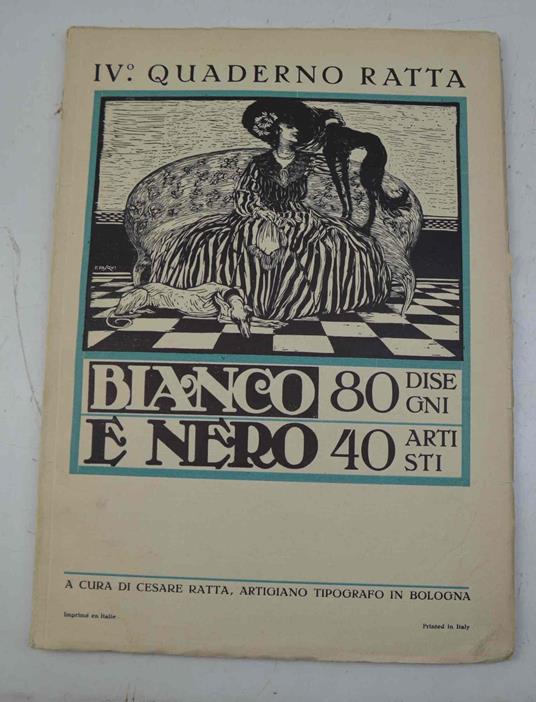 IVº. QUADERNO RATTA
BIANCO 80 DISE
GNI
E NERO 40 ARTI
STI
A CURA DI CESARE RATTA, ARTIGIANO TIPOGRAFO IN BOLOGNA
Imprimé en Italie
Printed in Italy